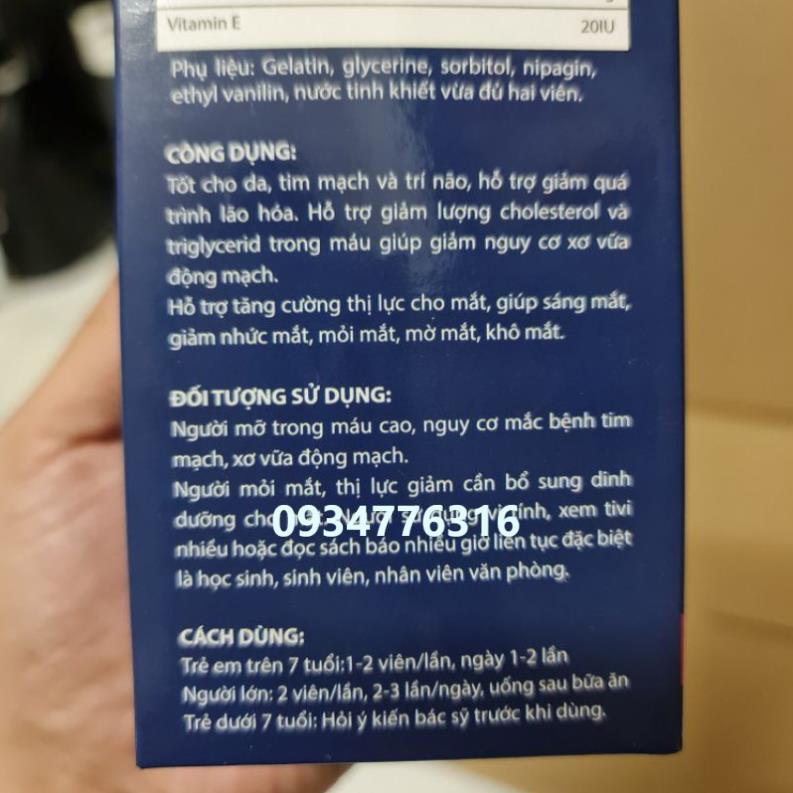 Vitamin E 20IU
Phụ liệu: Gelatin, glycerine, sorbitol, nipagin,
ethyl vanilin, nước tinh khiết vừa đủ hai viên.
CÔNG DỤNG:
Tốt cho da, tim mạch và trí não, hỗ trợ giảm quá
trình lão hóa. Hỗ trợ giảm lượng cholesterol và
triglycerid trong máu giúp giảm nguy cơ xơ vữa
động mạch.
Hỗ trợ tăng cường thị lực cho mắt, giúp sáng mắt,
giảm nhức mắt, mỏi mắt, mờ mắt, khô mắt.
ĐỐI TƯỢNG SỬ DỤNG:
Người mỡ trong máu cao, nguy cơ mắc bệnh tim
mạch, xơ vữa động mạch.
Người mỏi mắt, thị lực giảm cần bổ sung dinh
dưỡng cho tính, xem tivi
0934776316
nhiều hoặc đọc sách báo nhiều giờ liên tục đặc biệt
là học sinh, sinh viên, nhân viên văn phòng.
CÁCH DÙNG:
Trẻ em trên 7 tuổi:1-2 viên/lần, ngày 1-2 lần
Người lớn: 2 viên/lần, 2-3 lần/ngày, uống sau bữa ăn
Trẻ dưới 7 tuổi: Hỏi ý kiến bác sỹ trước khi dùng.